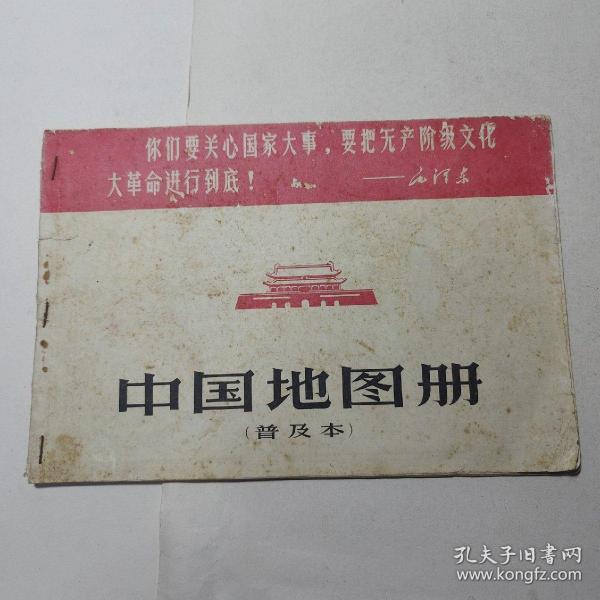 你们要关心国家大事，要把无产阶级文化
大革命进行到底！ ——毛泽东
中国地图册
（普及本）
孔夫子旧书网
www.kongfz.com